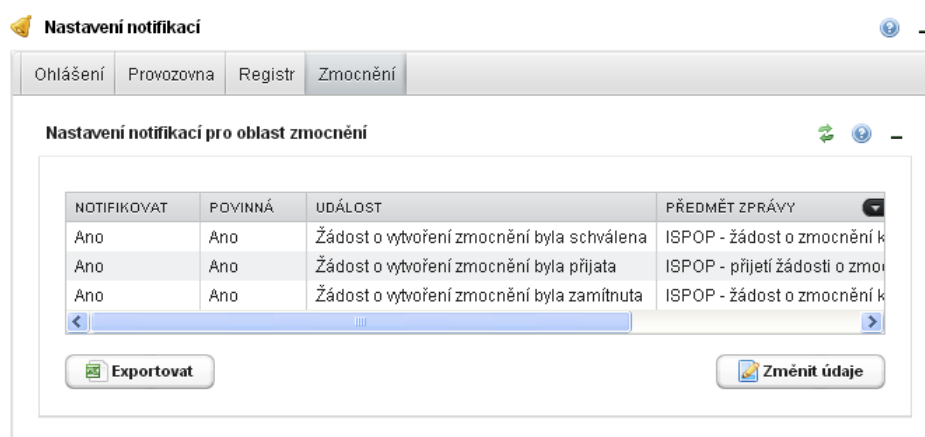 Nastavení notifikací
Ohlášení Provozovna Registr Zmocnění
Nastavení notifikací pro oblast zmocnění
NOTIFIKOVAT POVINNÁ UDÁLOST PŘEDMĚT ZPRÁVY
Ano Ano Žádost o vytvoření zmocnění byla schválena ISPOP - žádost o zmocnění k
Ano Ano Žádost o vytvoření zmocnění byla přijata ISPOP - přijetí žádosti o
Ano Ano Žádost o vytvoření zmocnění byla zamítnuta ISPOP - žádost o zmocnění k
Exportovat Změnit údaje